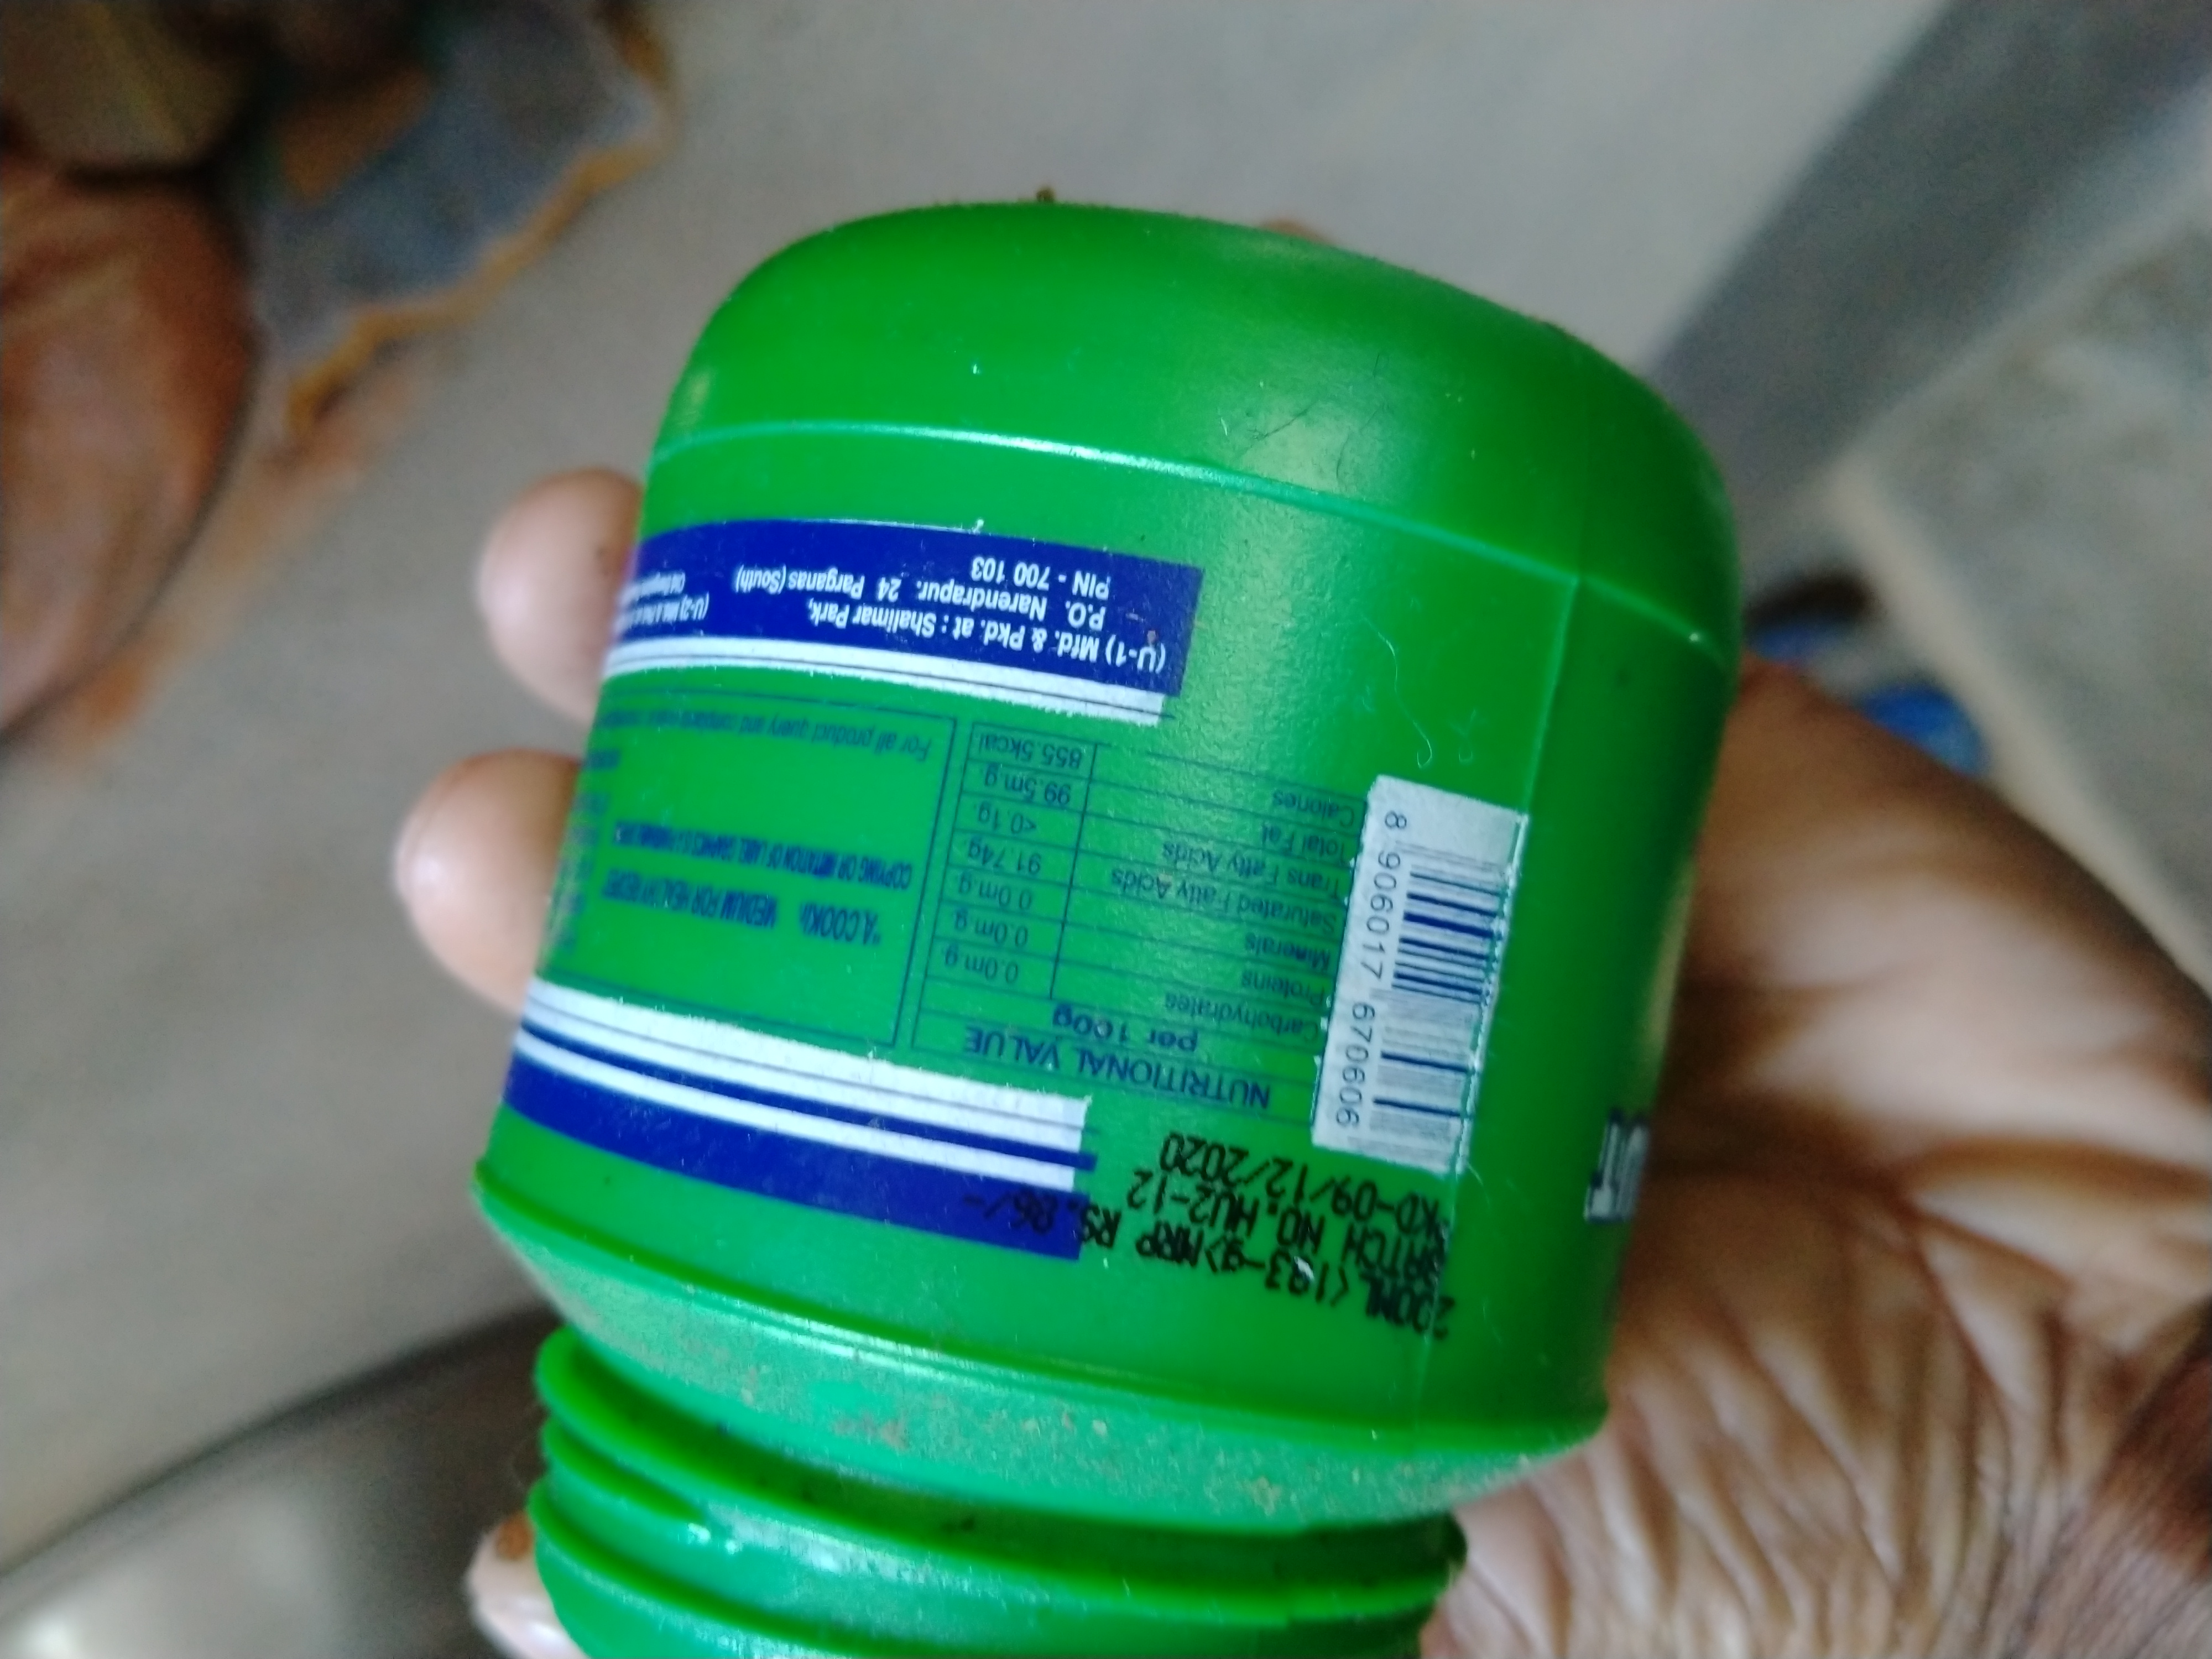 200ML (183-g) MRP RS.86/-
BATCH NO.HU2-12
PKD-09/12/2020
NUTRITIONAL VALUE
per 100g
Carbohydrates 0.0m.g.
Proteins 0.0m.g.
Minerals 0.0m.g.
Saturated Fatty Acids 91.74g
Trans Fatty Acids <0.1g
Total Fat 99.5m.g.
Calories 855.5kcal
8 906017 670606
"A COOKING MEDIUM FOR HEALTHY RECIPE"
For all product query and
(U-1) Mfd. & Pkd. at : Shalimar Park,
P.O. Narendrapur. 24 Parganas (South)
PIN - 700 103
(U-2)